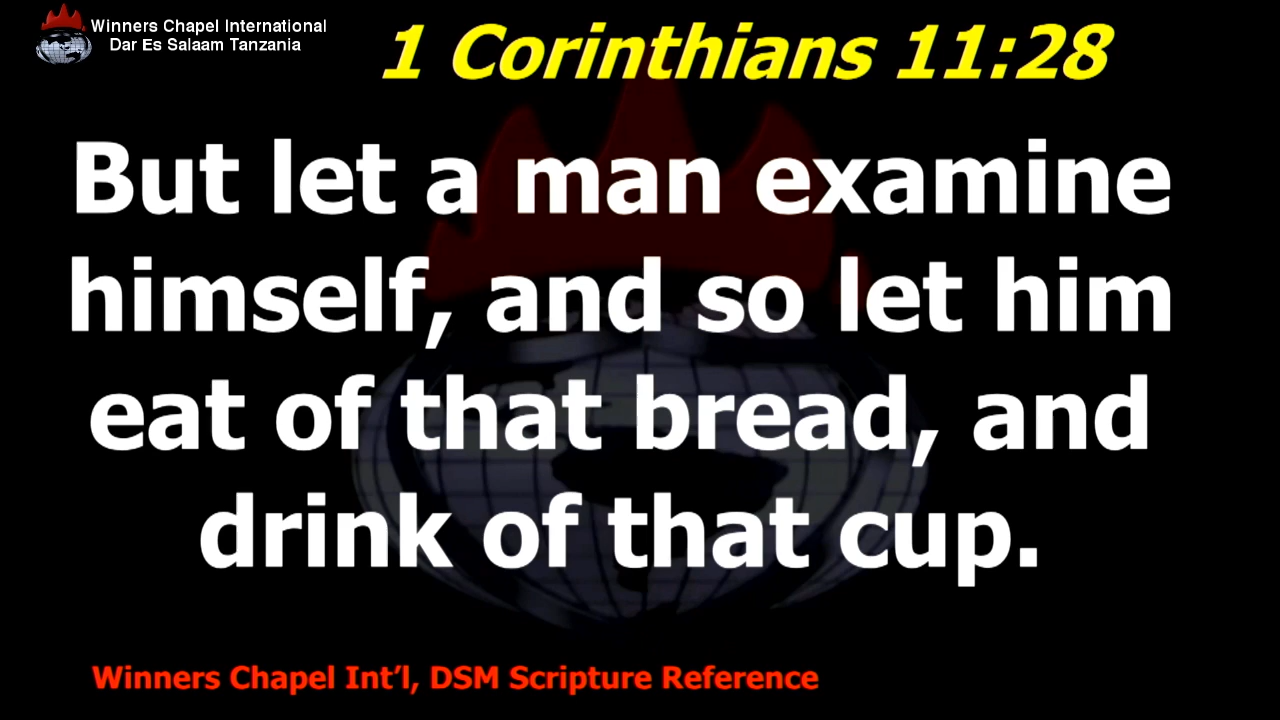 Winners Chapel International
Dar Es Salaam Tanzania
1 Corinthians 11:28
But let a man examine
himself, and so let him
eat of that bread, and
drink of that cup.
Winners Chapel Int’l, DSM Scripture Reference